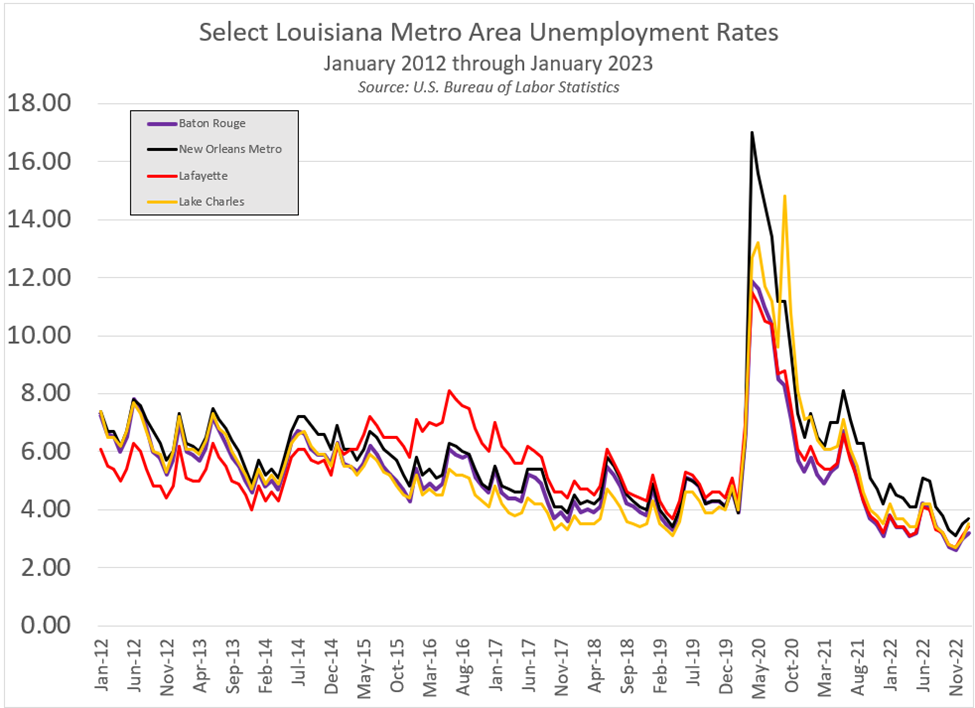 Select Louisiana Metro Area Unemployment Rates
January 2012 through January 2023
Source: U.S. Bureau of Labor Statistics
18.00
16.00
14.00
12.00
10.00
8.00
6.00
4.00
2.00
0.00
Baton Rouge
New Orleans Metro
Lafayette
Lake Charles
Jan-12
Jun-12
Nov-12
Apr-13
Sep-13
Feb-14
Jul-14
Dec-14
May-15
Oct-15
Mar-16
Aug-16
Jan-17
Jun-17
Nov-17
Apr-18
Sep-18
Feb-19
Jul-19
Dec-19
May-20
Oct-20
Mar-21
Aug-21
Jan-22
Jun-22
Nov-22